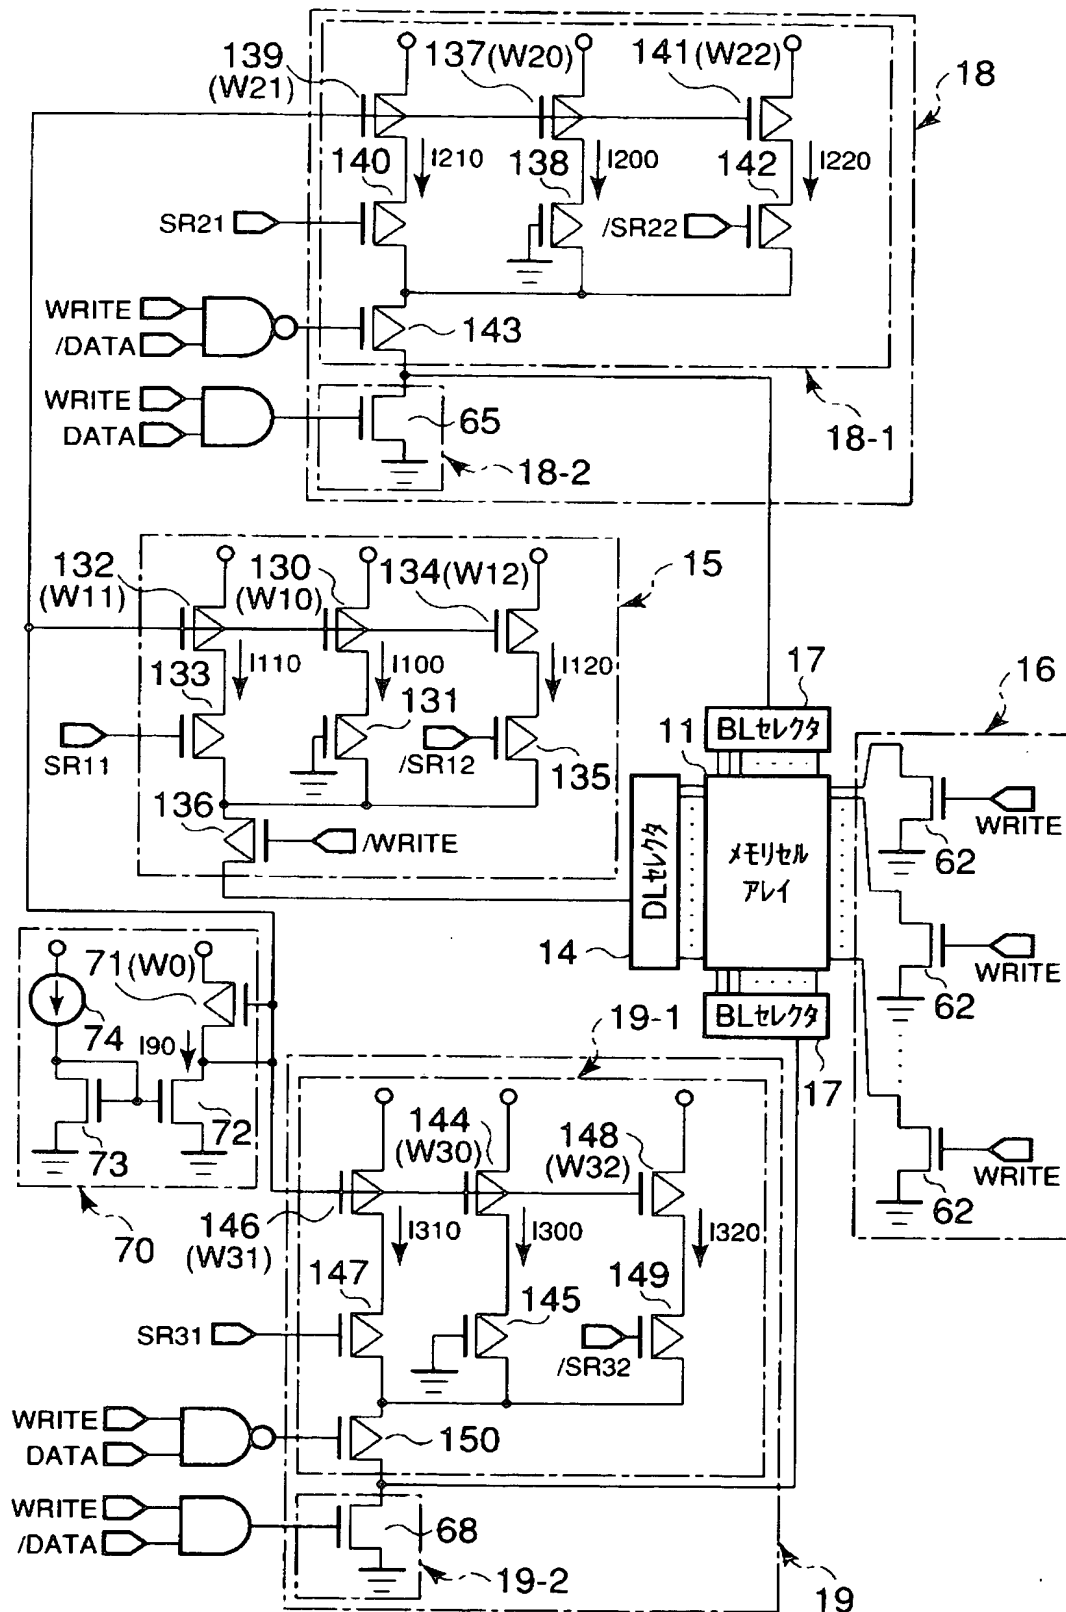 139
(W21)
137(W20)
141(W22)
18
140
I210
138
I200
142
I220
SR21
/SR22
WRITE
/DATA
143
WRITE
DATA
65
18-2
18-1
132
(W11)
130
(W10)
134(W12)
15
133
I110
I100
131
I120
SR11
/SR12
135
136
/WRITE
17
BLセレクタ
16
11
DLセレクタ
メモリセル
アレイ
14
WRITE
62
WRITE
62
WRITE
62
BLセレクタ
17
71(W0)
74
I90
72
73
70
19-1
144
(W30)
148
(W32)
146
(W31)
I310
I300
I320
147
145
149
SR31
/SR32
WRITE
DATA
150
WRITE
/DATA
68
19-2
19